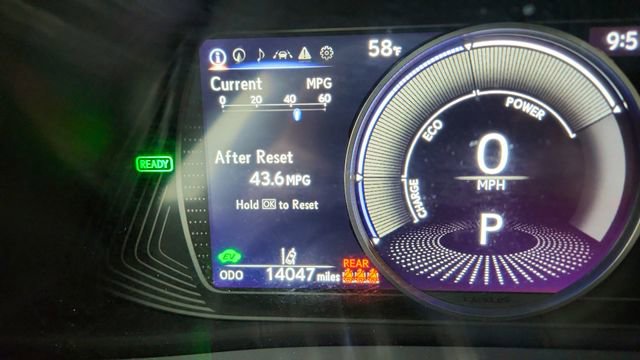 58°F
9:5
Current MPG
0 20 40 60
After Reset
43.6 MPG
Hold OK to Reset
READY
EV
ODO 14047 miles
REAR
CHARGE
ECO
POWER
0
MPH
P